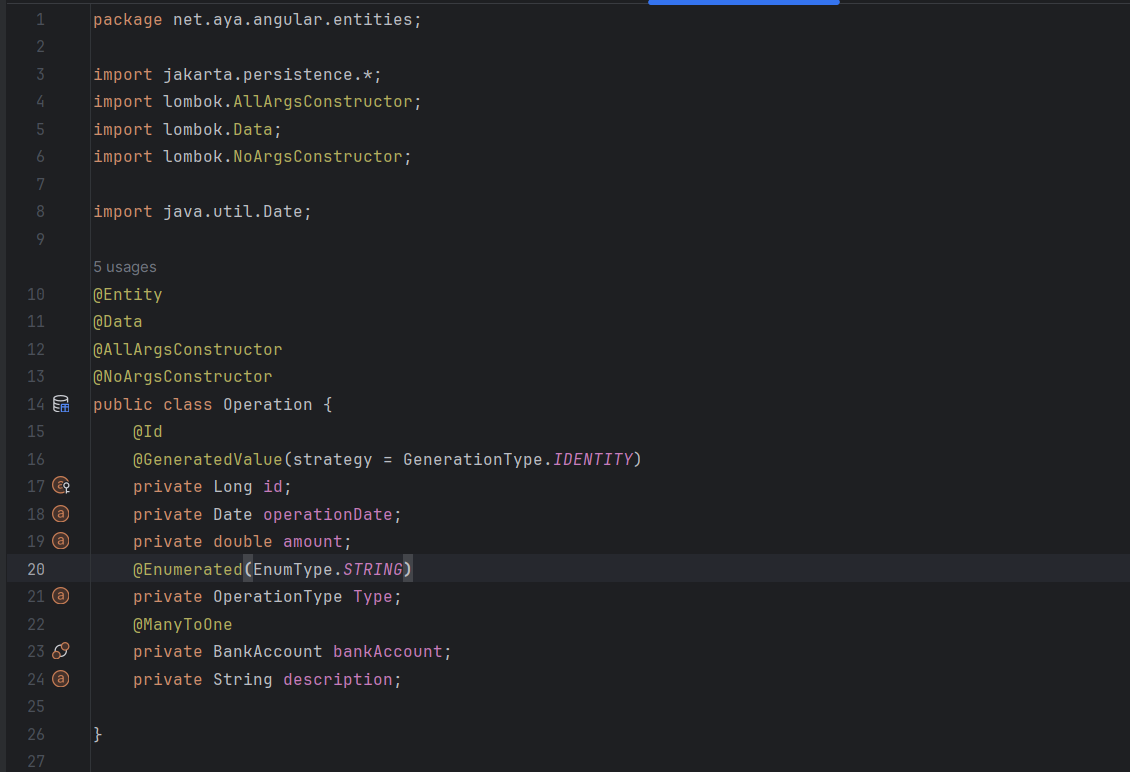 1 package net.aya.angular.entities;
2
3 import jakarta.persistence.*;
4 import lombok.AllArgsConstructor;
5 import lombok.Data;
6 import lombok.NoArgsConstructor;
7
8 import java.util.Date;
9
5 usages
10 @Entity
11 @Data
12 @AllArgsConstructor
13 @NoArgsConstructor
14 public class Operation {
15     @Id
16     @GeneratedValue(strategy = GenerationType.IDENTITY)
17     private Long id;
18     private Date operationDate;
19     private double amount;
20     @Enumerated(EnumType.STRING)
21     private OperationType Type;
22     @ManyToOne
23     private BankAccount bankAccount;
24     private String description;
25
26 }
27